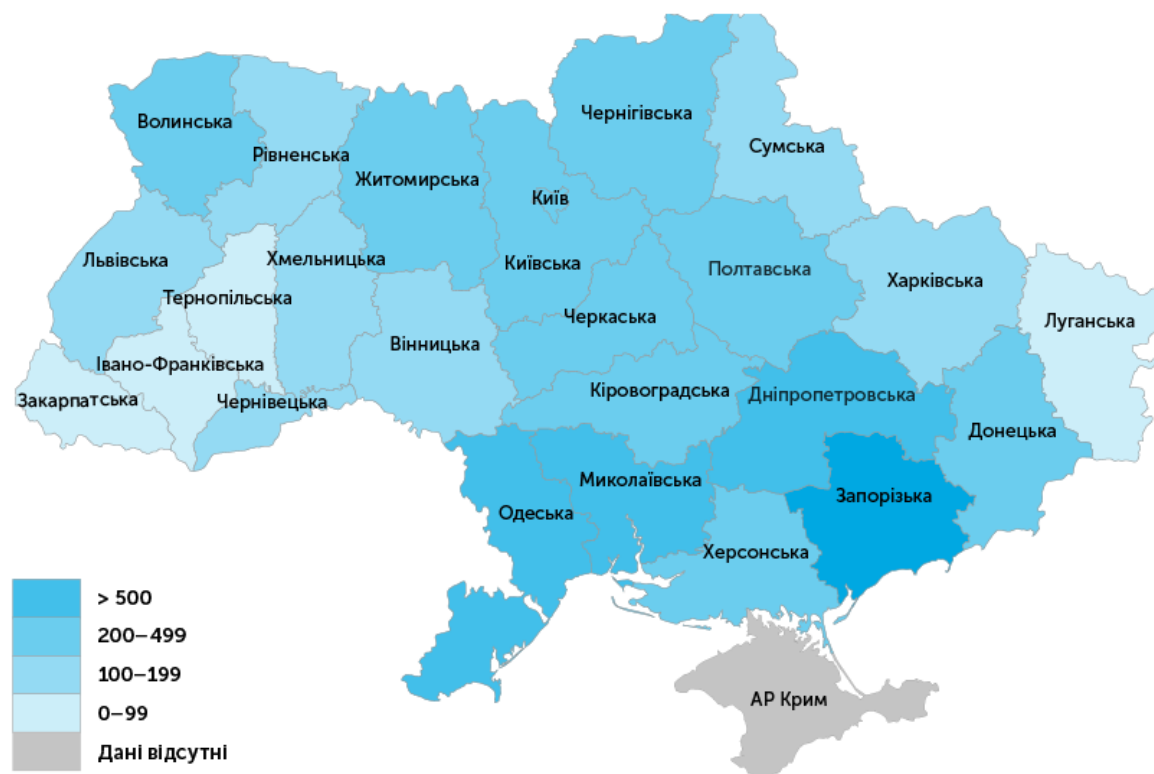 Чернігівська
Волинська
Рівненська
Сумська
Житомирська
Київ
Львівська
Хмельницька
Київська
Полтавська
Харківська
Тернопільська
Черкаська
Луганська
Вінницька
Івано-Франківська
Закарпатська
Чернівецька
Кіровоградська
Дніпропетровська
Донецька
Миколаївська
Запорізька
Одеська
Херсонська
АР Крим
> 500
200–499
100–199
0–99
Дані відсутні